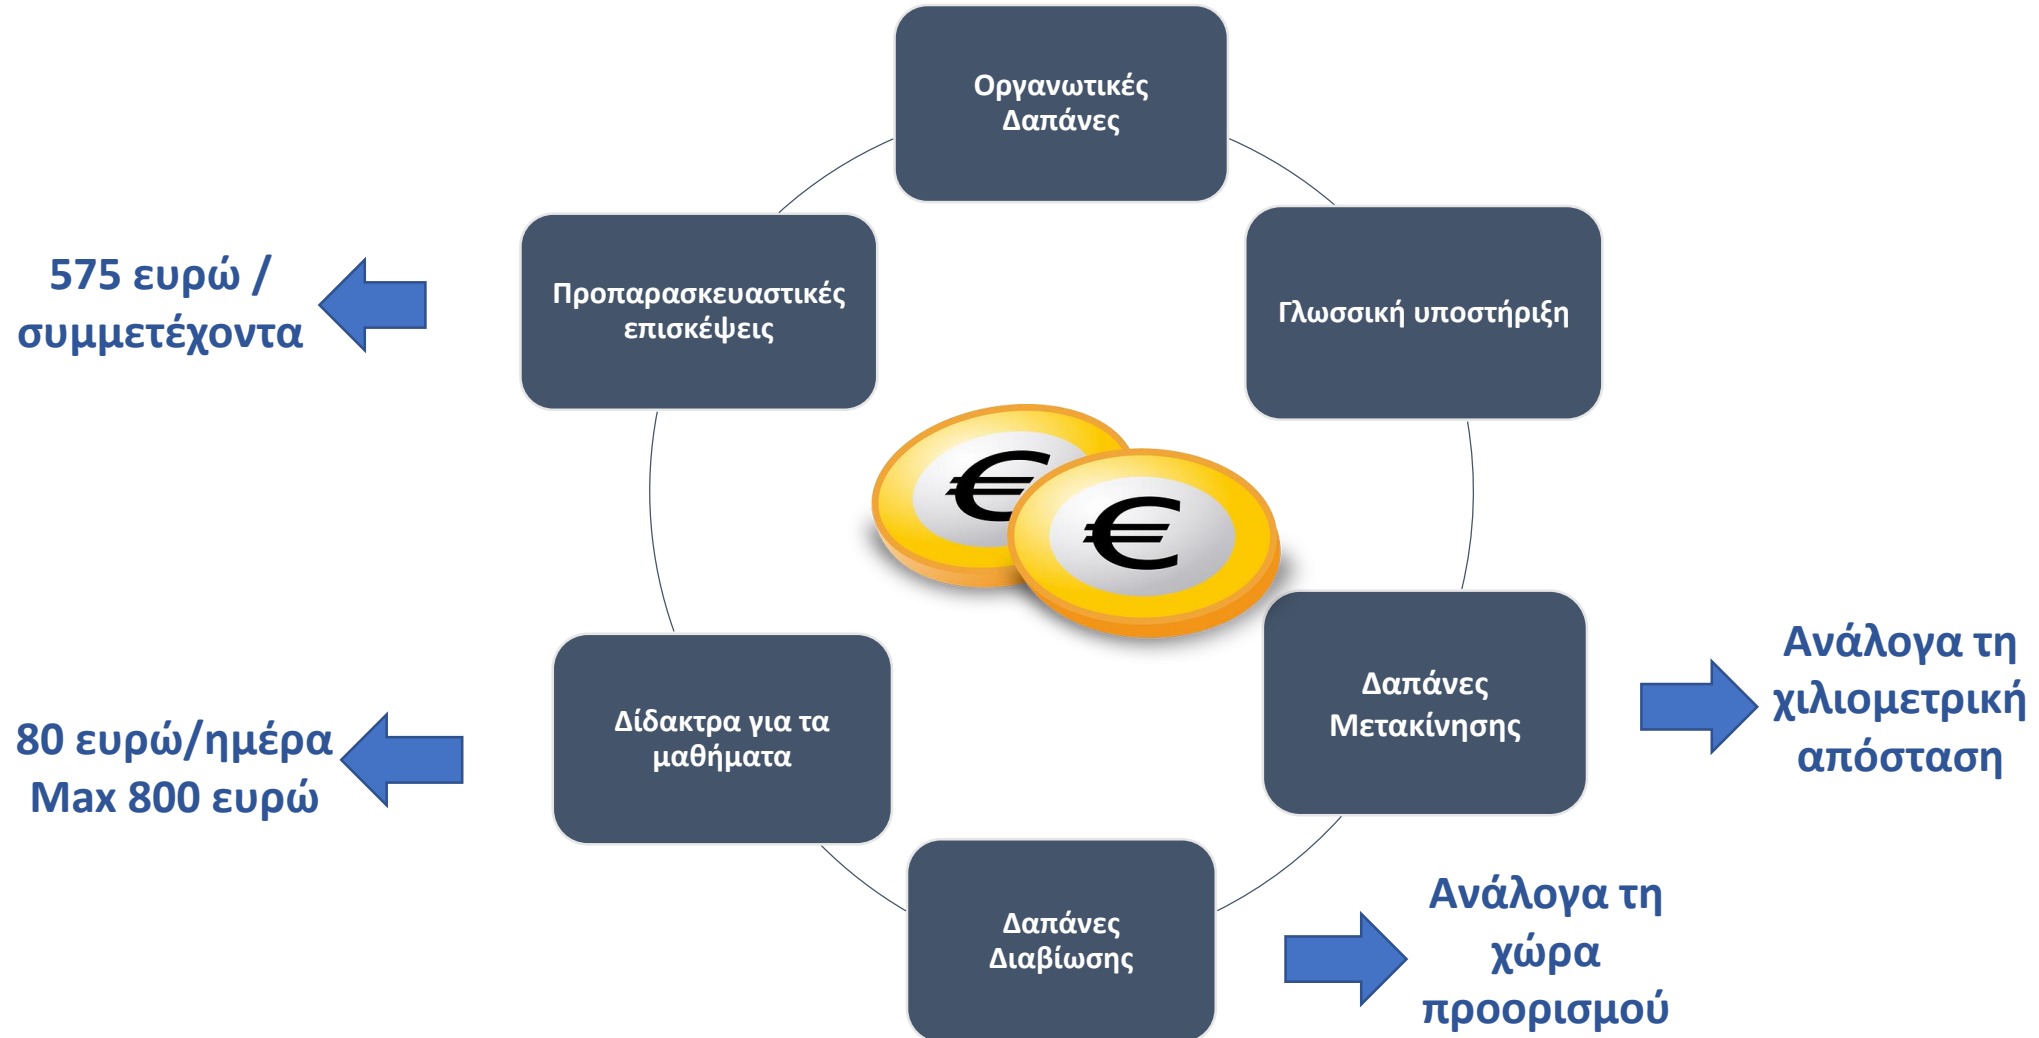 Οργανωτικές
Δαπάνες
575 ευρώ /
συμμετέχοντα
Προπαρασκευαστικές
επισκέψεις
Γλωσσική υποστήριξη
€
€
80 ευρώ/ημέρα
Max 800 ευρώ
Δίδακτρα για τα
μαθήματα
Δαπάνες
Μετακίνησης
Ανάλογα τη
χιλιομετρική
απόσταση
Δαπάνες
Διαβίωσης
Ανάλογα τη
χώρα
προορισμού